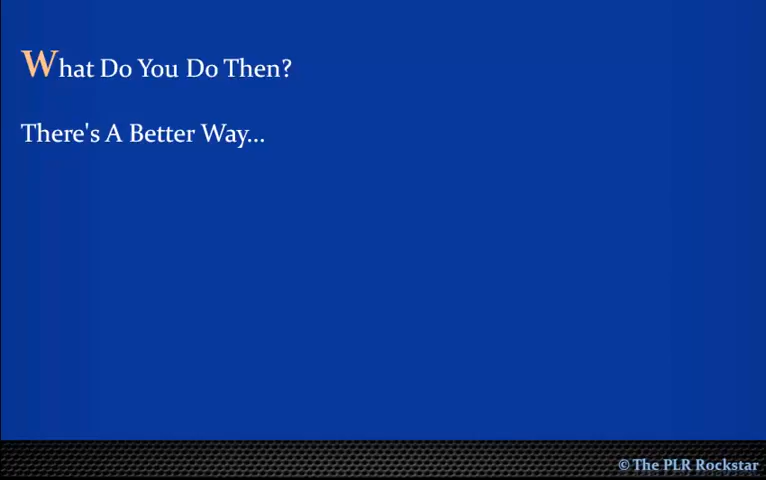 What Do You Do Then?
There's A Better Way...
© The PLR Rockstar